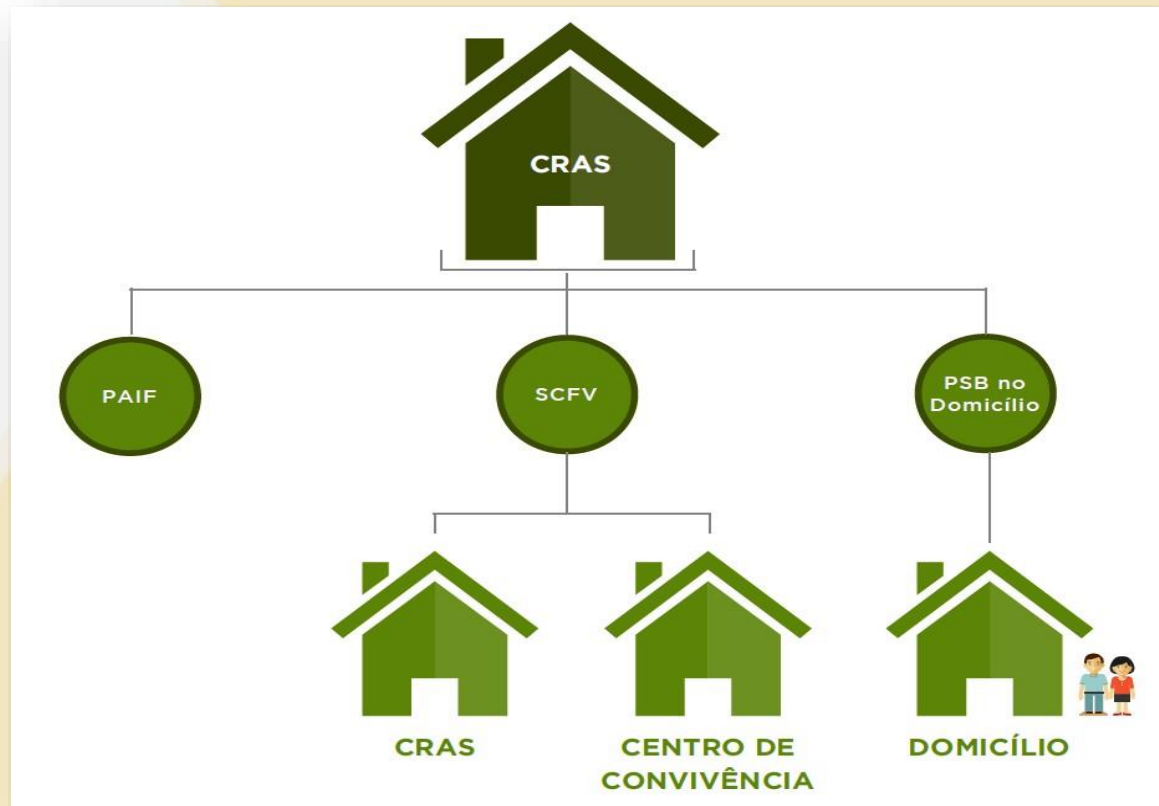 CRAS
PAIF
SCFV
PSB no
Domicílio
CRAS
CENTRO DE
CONVIVÊNCIA
DOMICÍLIO